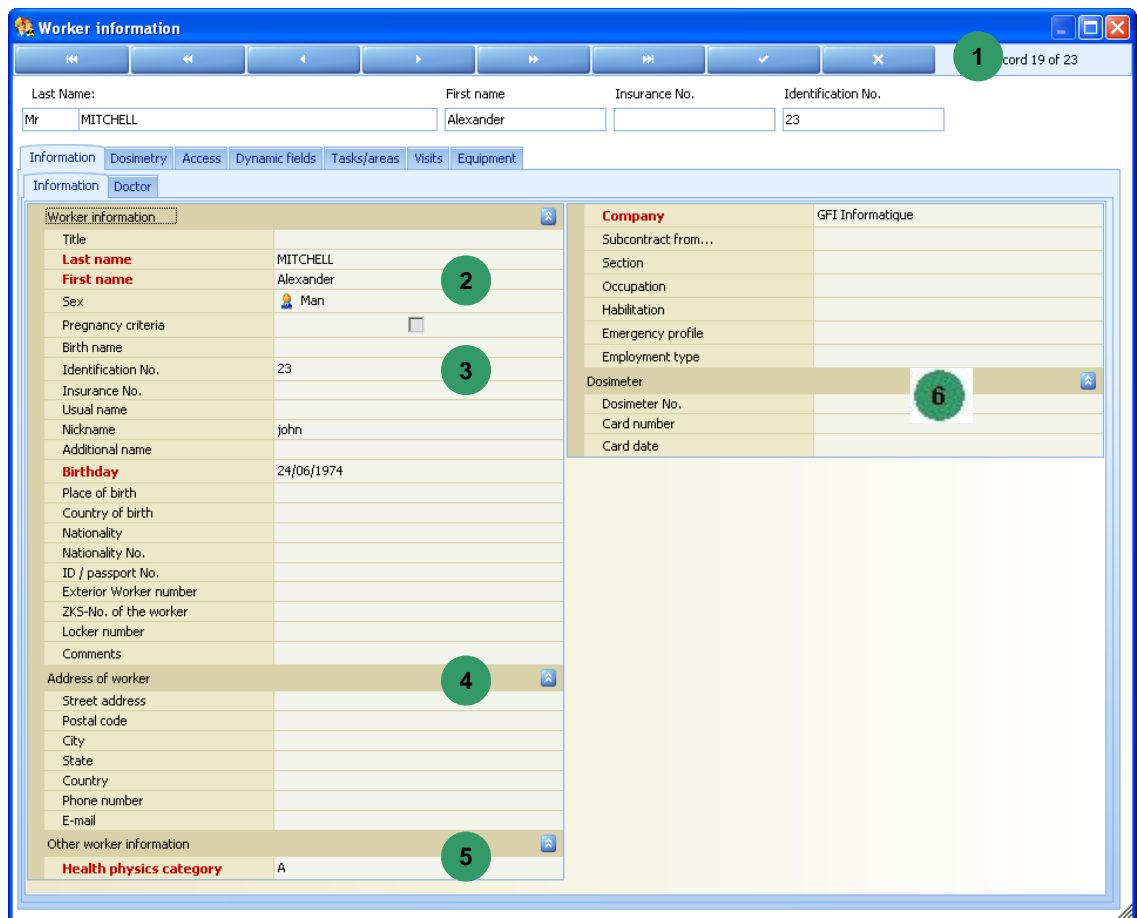 Worker information
1
cord 19 of 23
Last Name: First name Insurance No. Identification No.
Mr MITCHELL Alexander 23
Information Dosimetry Access Dynamic fields Tasks/areas Visits Equipment
Information Doctor
Worker information
Title
Last name MITCHELL
First name Alexander
2
Sex Man
Pregnancy criteria
Birth name
Identification No. 23
3
Insurance No.
Usual name
Nickname john
Additional name
Birthday 24/06/1974
Place of birth
Country of birth
Nationality
Nationality No.
ID / passport No.
Exterior Worker number
ZKS-No. of the worker
Locker number
Comments
Address of worker
4
Street address
Postal code
City
State
Country
Phone number
E-mail
Other worker information
5
Health physics category A
Company GFI Informatique
Subcontract from...
Section
Occupation
Habilitation
Emergency profile
Employment type
Dosimeter
6
Dosimeter No.
Card number
Card date